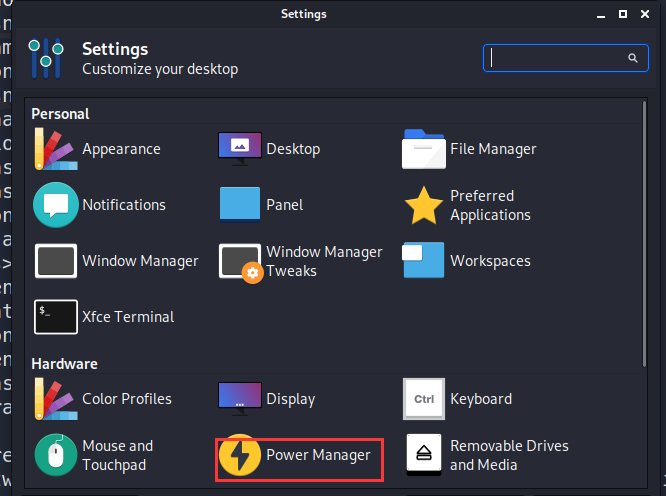 Settings
Settings
Customize your desktop
Personal
Appearance
Desktop
File Manager
Notifications
Panel
Preferred
Applications
Window Manager
Window Manager
Tweaks
Workspaces
$_
Xfce Terminal
Hardware
Color Profiles
Display
Ctrl
Keyboard
Mouse and
Touchpad
Power Manager
Removable Drives
and Media